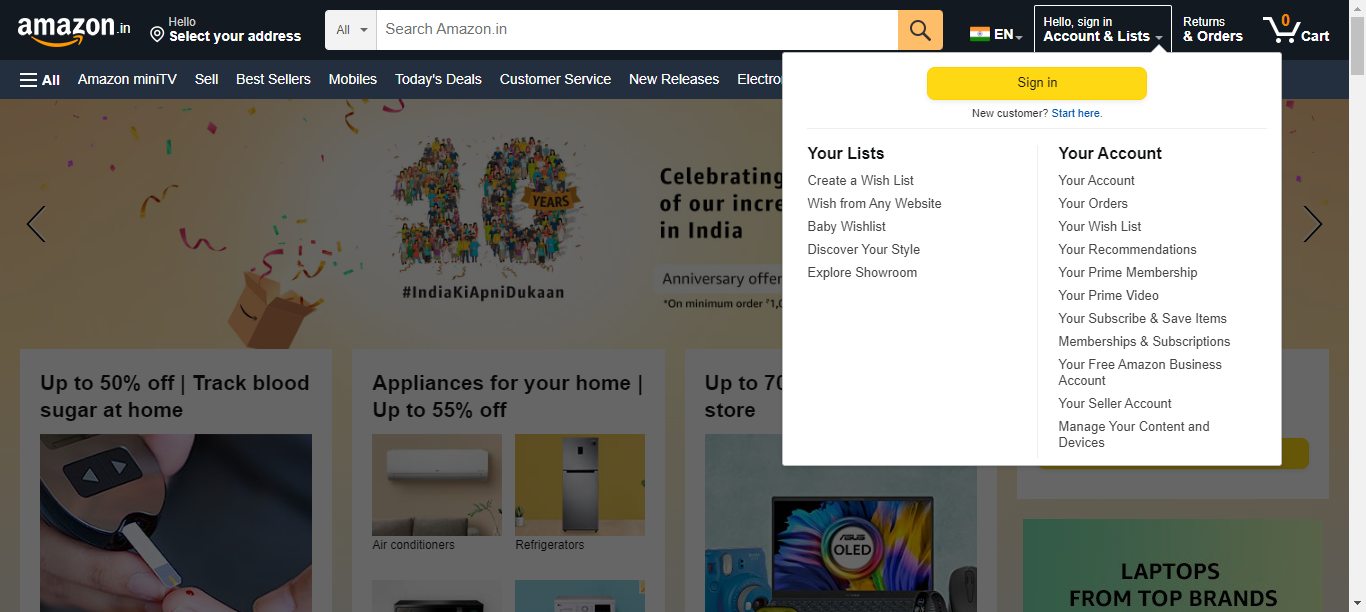 amazon.in
Hello
Select your address
All
Search Amazon.in
EN
Hello, sign in
Account & Lists
Returns
& Orders
0
Cart
All
Amazon miniTV
Sell
Best Sellers
Mobiles
Today's Deals
Customer Service
New Releases
Electro
Sign in
New customer? Start here.
Your Lists
Create a Wish List
Wish from Any Website
Baby Wishlist
Discover Your Style
Explore Showroom
Your Account
Your Account
Your Orders
Your Wish List
Your Recommendations
Your Prime Membership
Your Prime Video
Your Subscribe & Save Items
Memberships & Subscriptions
Your Free Amazon Business
Account
Your Seller Account
Manage Your Content and
Devices
10
YEARS
#IndiaKiApniDukaan
Celebrating
of our incre
in India
Anniversary offer
*On minimum order ₹1,0
Up to 50% off | Track blood
sugar at home
Appliances for your home |
Up to 55% off
Air conditioners
Refrigerators
Up to 70
store
ASUS
OLED
LAPTOPS
FROM TOP BRANDS